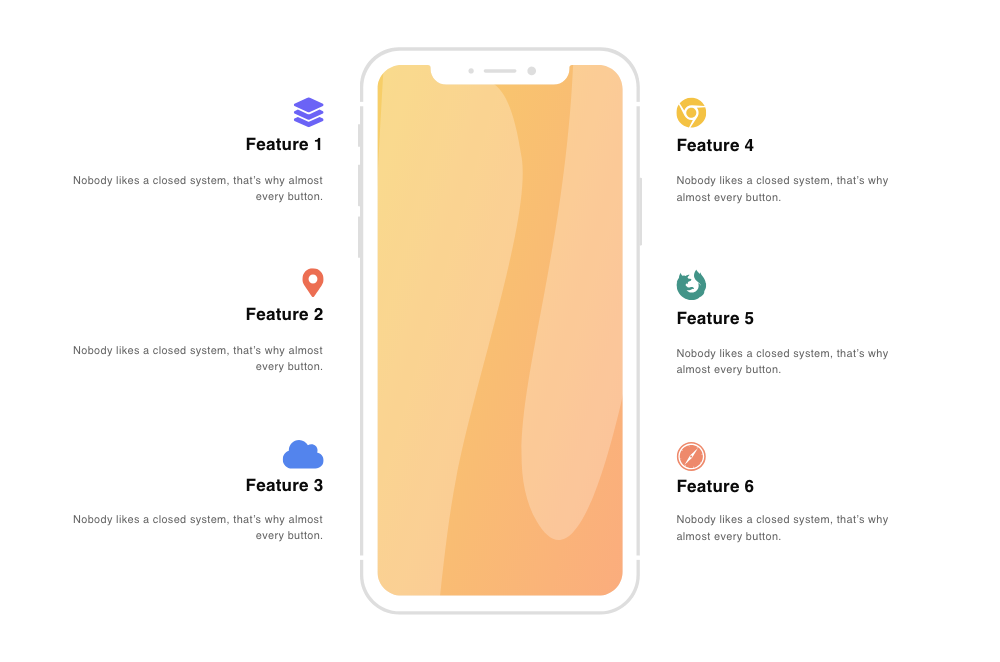 Feature 1
Nobody likes a closed system, that's why almost
every button.
Feature 2
Nobody likes a closed system, that's why almost
every button.
Feature 3
Nobody likes a closed system, that's why almost
every button.
Feature 4
Nobody likes a closed system, that's why
almost every button.
Feature 5
Nobody likes a closed system, that's why
almost every button.
Feature 6
Nobody likes a closed system, that's why
almost every button.